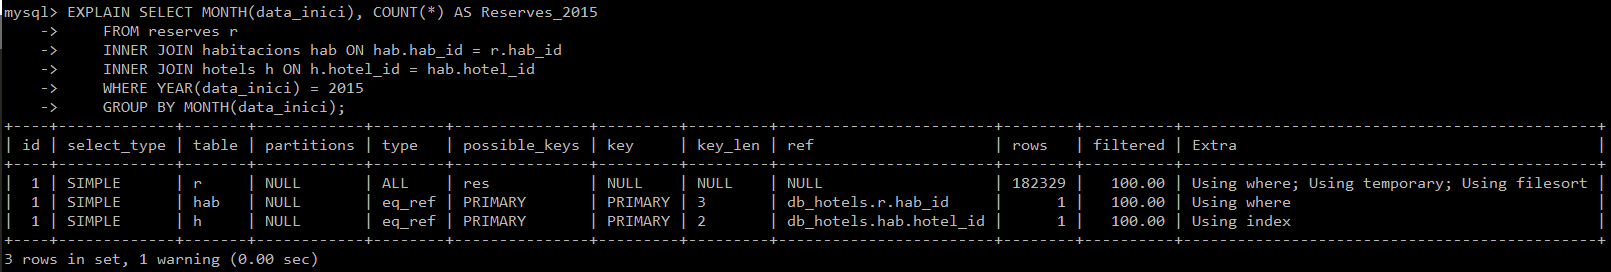 mysql> EXPLAIN SELECT MONTH(data_inici), COUNT(*) AS Reserves_2015
    ->     FROM reserves r
    ->     INNER JOIN habitacions hab ON hab.hab_id = r.hab_id
    ->     INNER JOIN hotels h ON h.hotel_id = hab.hotel_id
    ->     WHERE YEAR(data_inici) = 2015
    ->     GROUP BY MONTH(data_inici);
+----+-------------+-------+------------+--------+---------------+---------+---------+------------------------+--------+----------+----------------------------------------------+
| id | select_type | table | partitions | type   | possible_keys | key     | key_len | ref                    | rows   | filtered | Extra                                        |
+----+-------------+-------+------------+--------+---------------+---------+---------+------------------------+--------+----------+----------------------------------------------+
|  1 | SIMPLE      | r     | NULL       | ALL    | res           | NULL    | NULL    | NULL                   | 182329 |   100.00 | Using where; Using temporary; Using filesort |
|  1 | SIMPLE      | hab   | NULL       | eq_ref | PRIMARY       | PRIMARY | 3       | db_hotels.r.hab_id     |      1 |   100.00 | Using where                                  |
|  1 | SIMPLE      | h     | NULL       | eq_ref | PRIMARY       | PRIMARY | 2       | db_hotels.hab.hotel_id |      1 |   100.00 | Using index                                  |
+----+-------------+-------+------------+--------+---------------+---------+---------+------------------------+--------+----------+----------------------------------------------+
3 rows in set, 1 warning (0.00 sec)